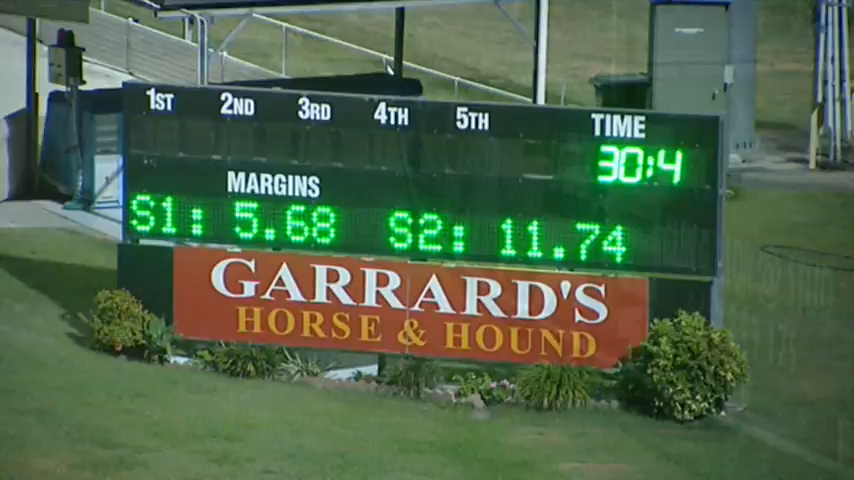 1ST 2ND 3RD 4TH 5TH TIME
30:4
MARGINS
S1: 5.68 S2: 11.74
GARRARD'S
HORSE & HOUND